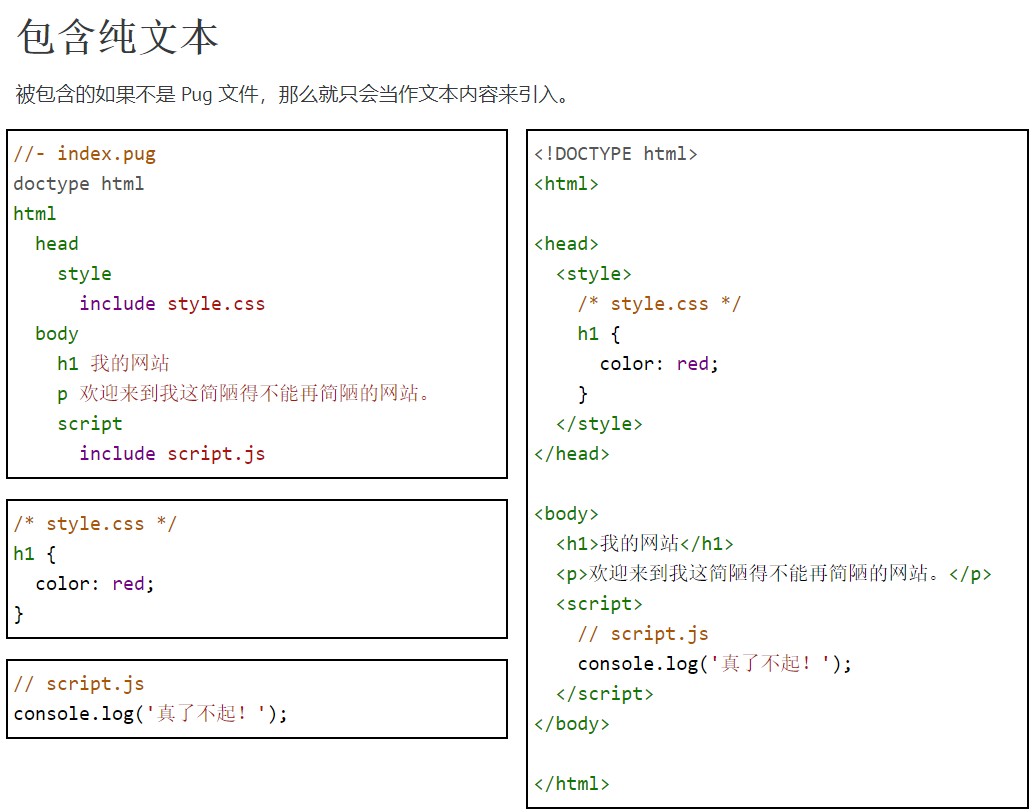 包含纯文本
被包含的如果不是 Pug 文件，那么就只会当作文本内容来引入。
//- index.pug
doctype html
html
  head
    style
      include style.css
  body
    h1 我的网站
    p 欢迎来到我这简陋得不能再简陋的网站。
    script
      include script.js
/* style.css */
h1 {
  color: red;
}
// script.js
console.log('真了不起！');
<!DOCTYPE html>
<html>
<head>
  <style>
    /* style.css */
    h1 {
      color: red;
    }
  </style>
</head>
<body>
  <h1>我的网站</h1>
  <p>欢迎来到我这简陋得不能再简陋的网站。</p>
  <script>
    // script.js
    console.log('真了不起！');
  </script>
</body>
</html>